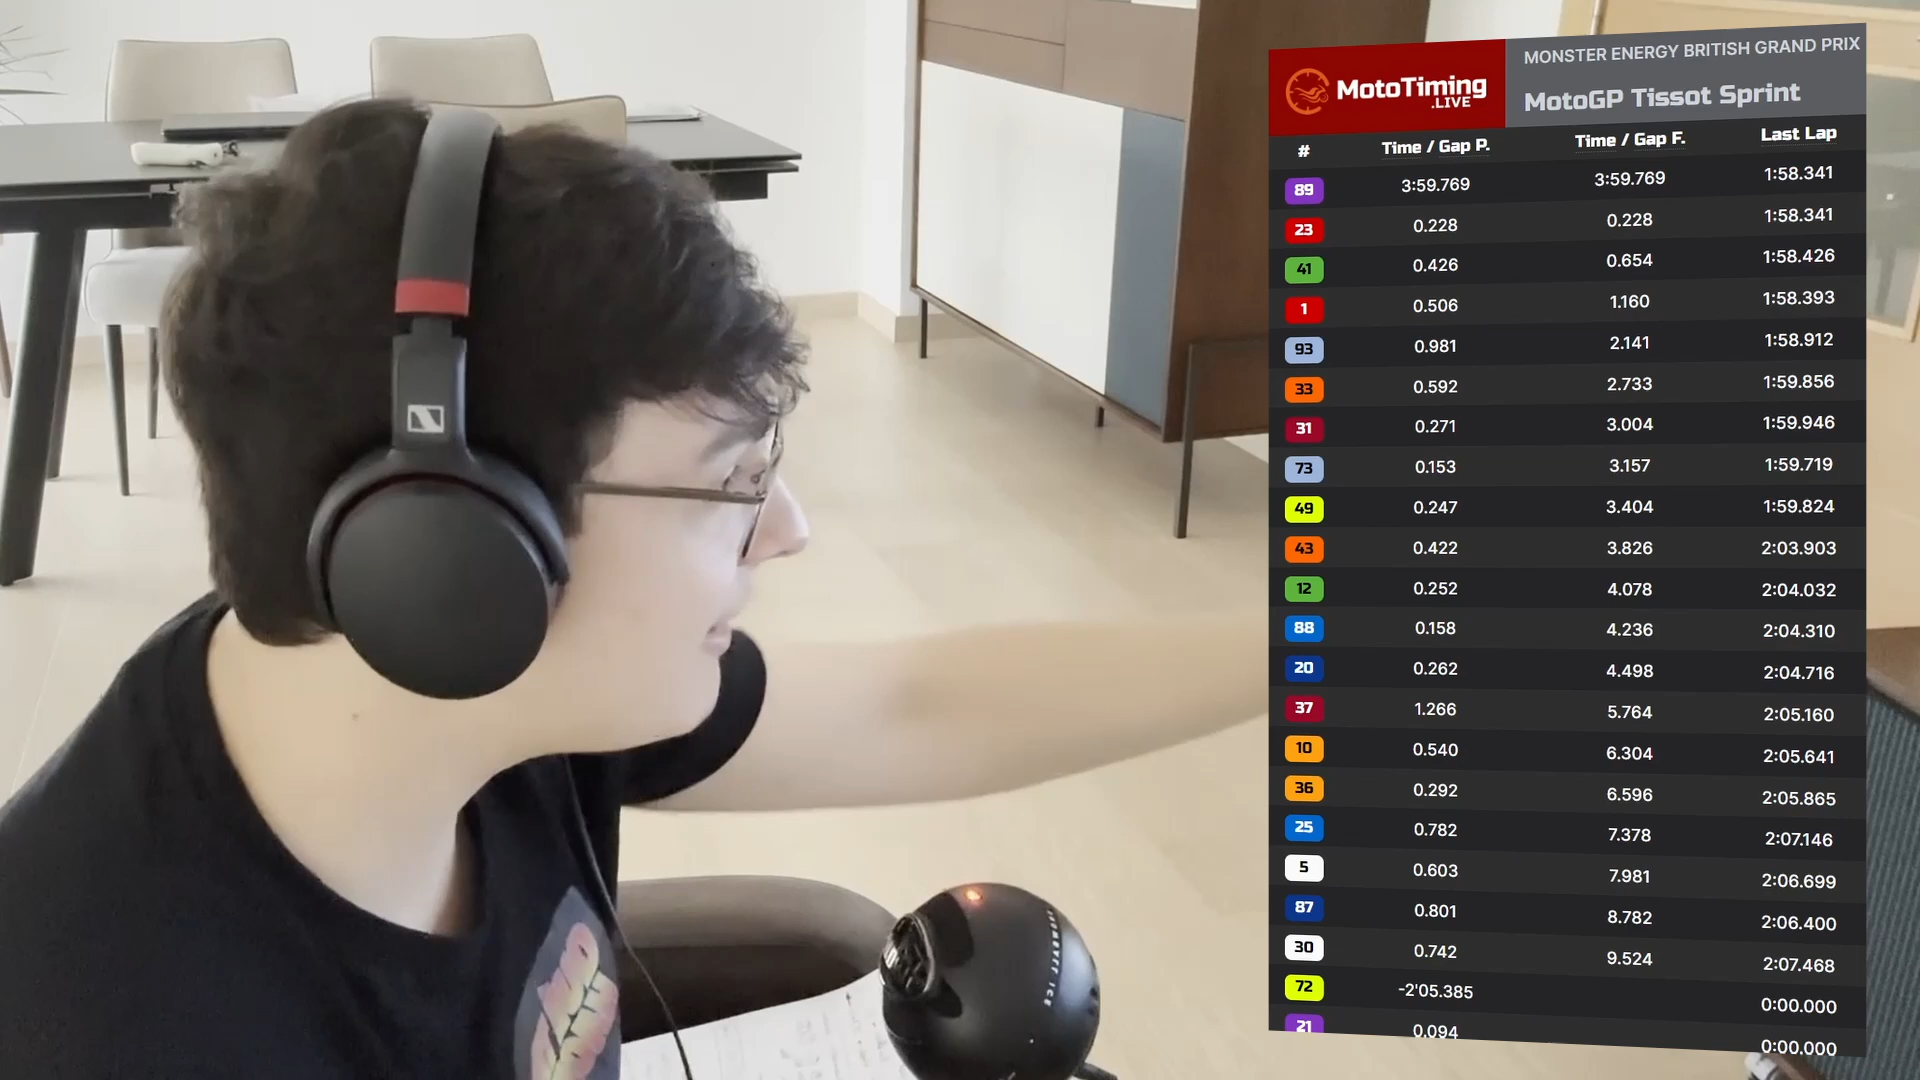 MotoTiming
.LIVE
MONSTER ENERGY BRITISH GRAND PRIX
MotoGP Tissot Sprint
# Time / Gap P. Time / Gap F. Last Lap
89 3:59.769 3:59.769 1:58.341
23 0.228 0.228 1:58.341
41 0.426 0.654 1:58.426
1 0.506 1.160 1:58.393
93 0.981 2.141 1:58.912
33 0.592 2.733 1:59.856
31 0.271 3.004 1:59.946
73 0.153 3.157 1:59.719
49 0.247 3.404 1:59.824
43 0.422 3.826 2:03.903
12 0.252 4.078 2:04.032
88 0.158 4.236 2:04.310
20 0.262 4.498 2:04.716
37 1.266 5.764 2:05.160
10 0.540 6.304 2:05.641
36 0.292 6.596 2:05.865
25 0.782 7.378 2:07.146
5 0.603 7.981 2:06.699
87 0.801 8.782 2:06.400
30 0.742 9.524 2:07.468
72 -2'05.385 0:00.000
21 0.094 0:00.000